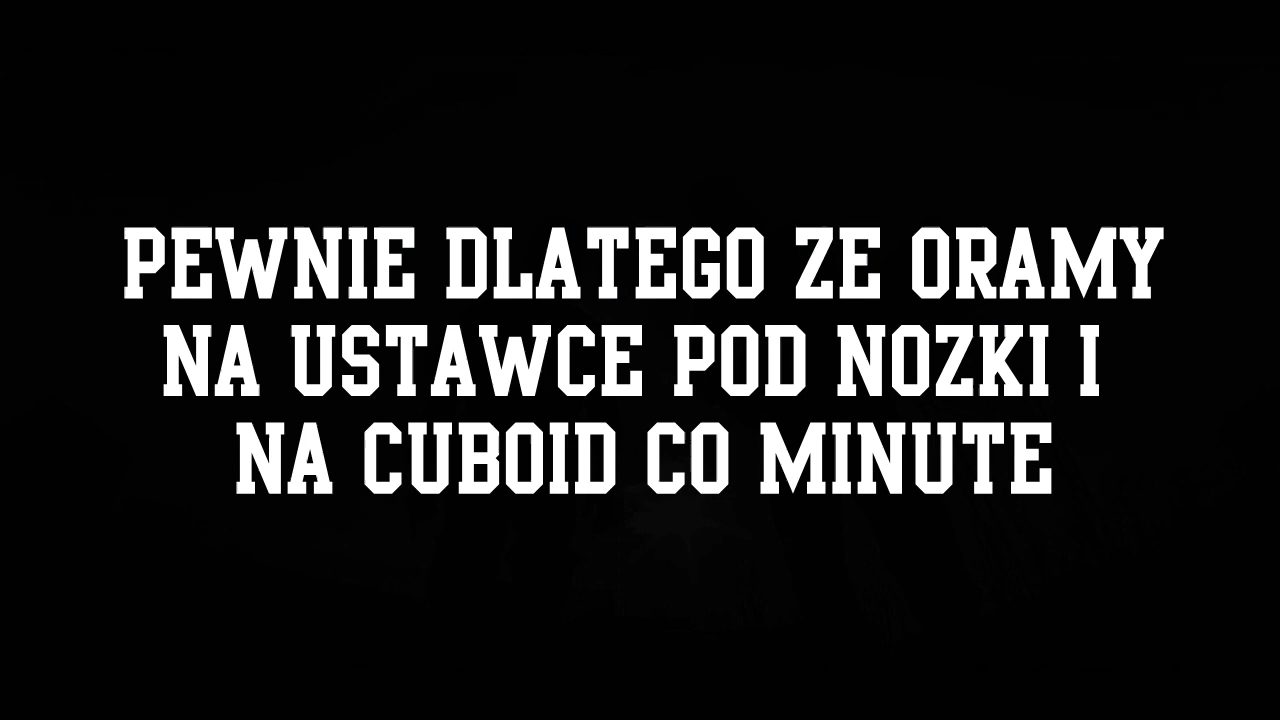 PEWNIE DLATEGO ZE ORAMY
NA USTAWCE POD NOZKI I
NA CUBOID CO MINUTE